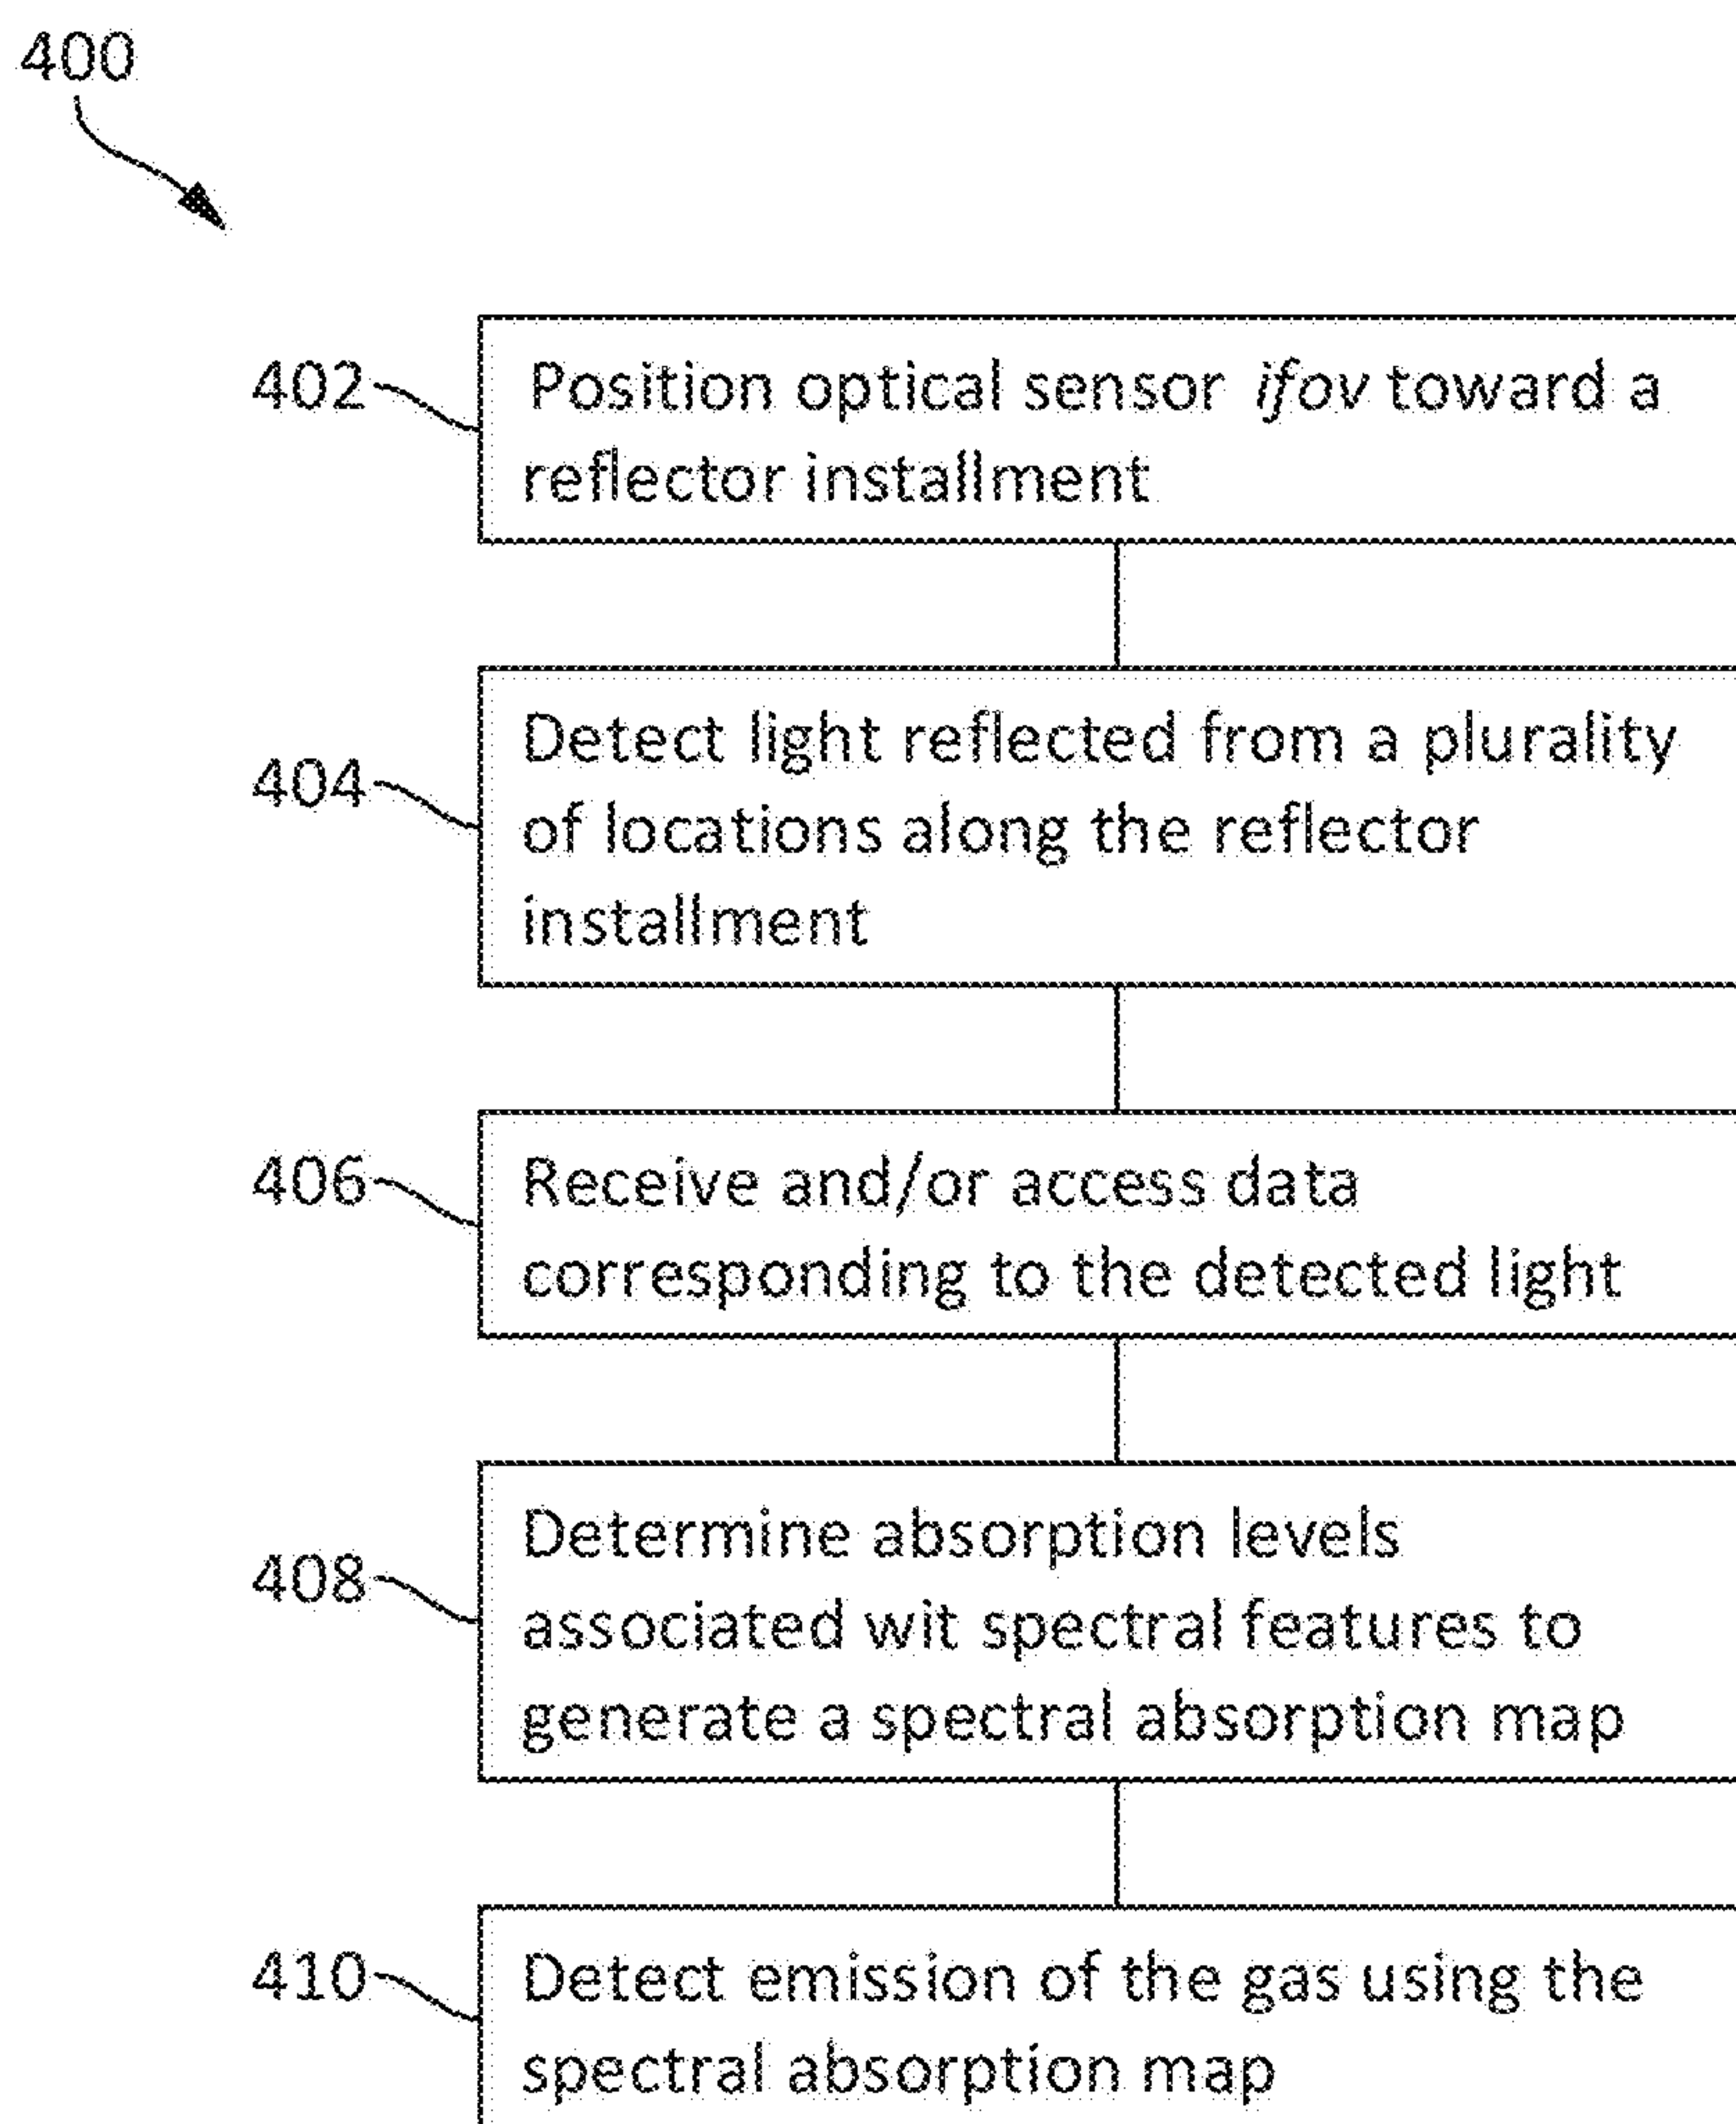 400
402
Position optical sensor ifov toward a
reflector installment
404
Detect light reflected from a plurality
of locations along the reflector
installment
406
Receive and/or access data
corresponding to the detected light
408
Determine absorption levels
associated wit spectral features to
generate a spectral absorption map
410
Detect emission of the gas using the
spectral absorption map